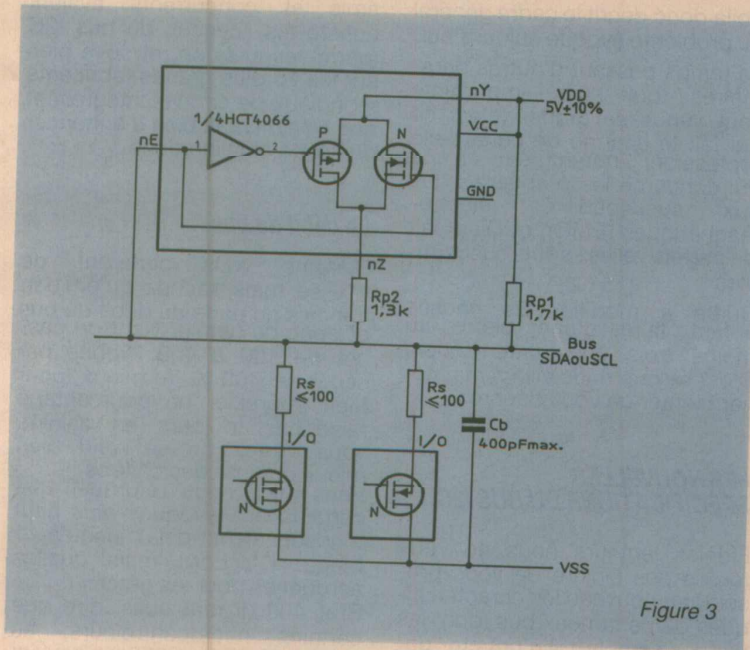 nY
VDD
5V±10%
1/4HCT4066
P
N
VCC
nE
1
2
GND
nZ
Rp2
1,3k
Rp1
1,7k
Bus
SDAouSCL
Rs
≤100
Rs
≤100
Cb
400pFmax.
I/O
I/O
N
N
VSS
Figure 3